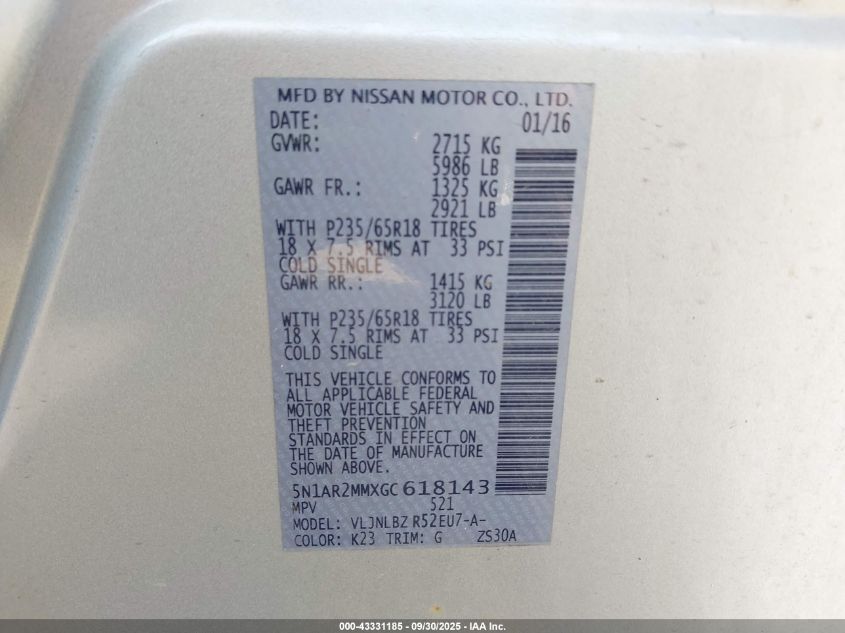 MFD BY NISSAN MOTOR CO., LTD.
DATE: 01/16
GVWR: 2715 KG
5986 LB
GAWR FR.: 1325 KG
2921 LB
WITH P235/65R18 TIRES
18 X 7.5 RIMS AT 33 PSI
COLD SINGLE
GAWR RR.: 1415 KG
3120 LB
WITH P235/65R18 TIRES
18 X 7.5 RIMS AT 33 PSI
COLD SINGLE
THIS VEHICLE CONFORMS TO
ALL APPLICABLE FEDERAL
MOTOR VEHICLE SAFETY AND
THEFT PREVENTION
STANDARDS IN EFFECT ON
THE DATE OF MANUFACTURE
SHOWN ABOVE.
5N1AR2MMXGC618143
MPV 521
MODEL: VLJNLBZ R52EU7-A-
COLOR: K23 TRIM: G ZS30A
000-43331185 - 09/30/2025 - IAA Inc.